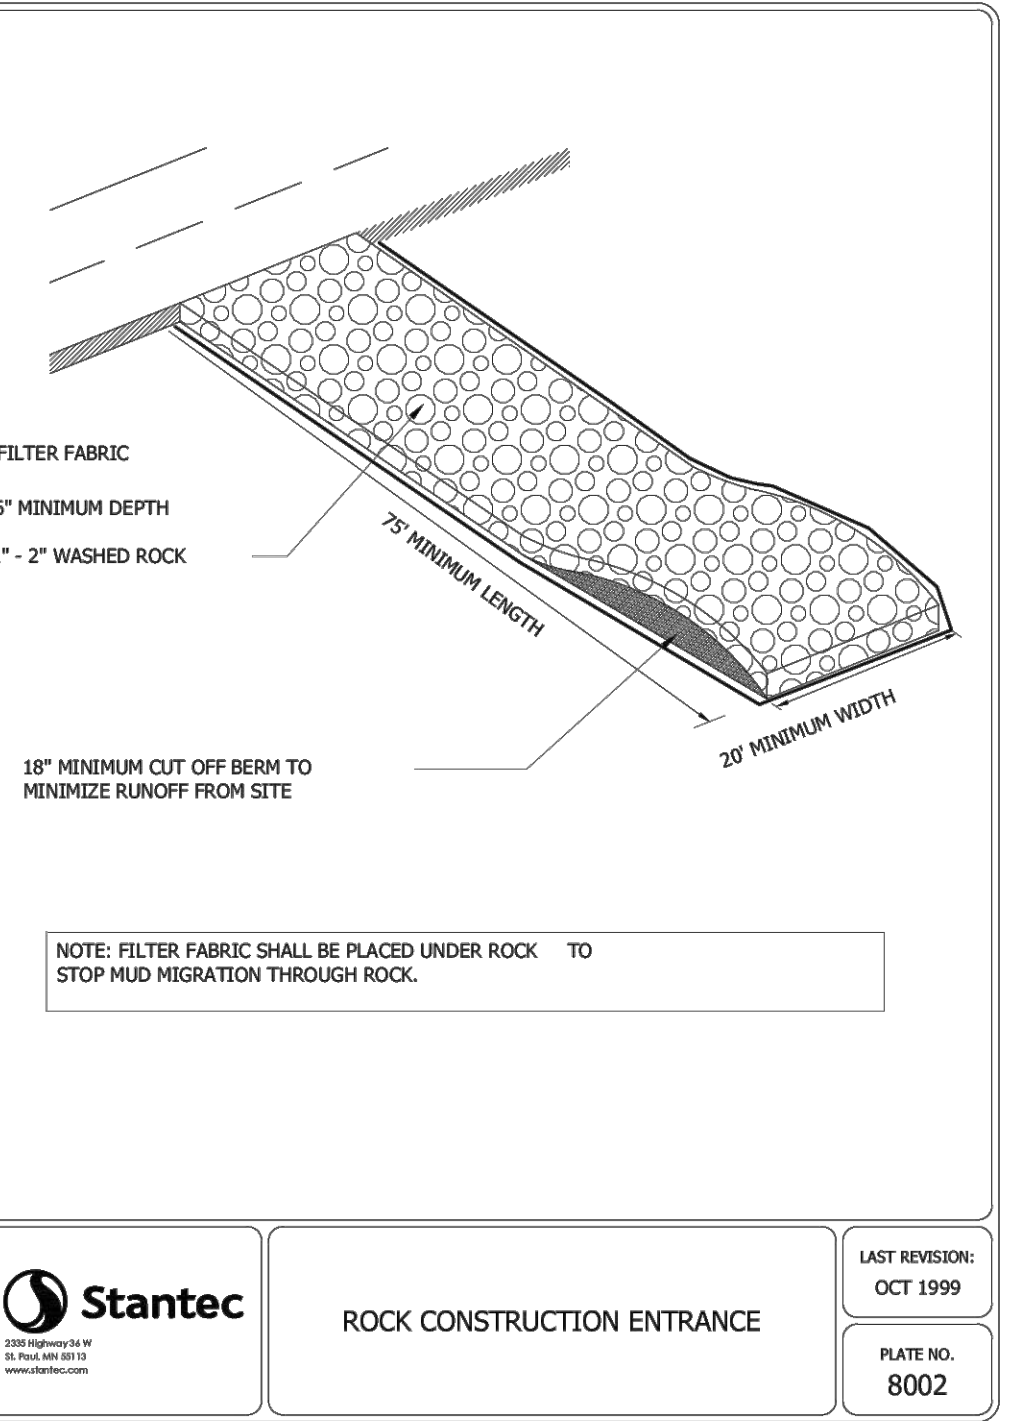 FILTER FABRIC
6" MINIMUM DEPTH
" - 2" WASHED ROCK
75' MINIMUM LENGTH
20' MINIMUM WIDTH
18" MINIMUM CUT OFF BERM TO
MINIMIZE RUNOFF FROM SITE
NOTE: FILTER FABRIC SHALL BE PLACED UNDER ROCK TO
STOP MUD MIGRATION THROUGH ROCK.
Stantec
2335 Highway 36 W
St. Paul, MN 55113
www.stantec.com
ROCK CONSTRUCTION ENTRANCE
LAST REVISION:
OCT 1999
PLATE NO.
8002